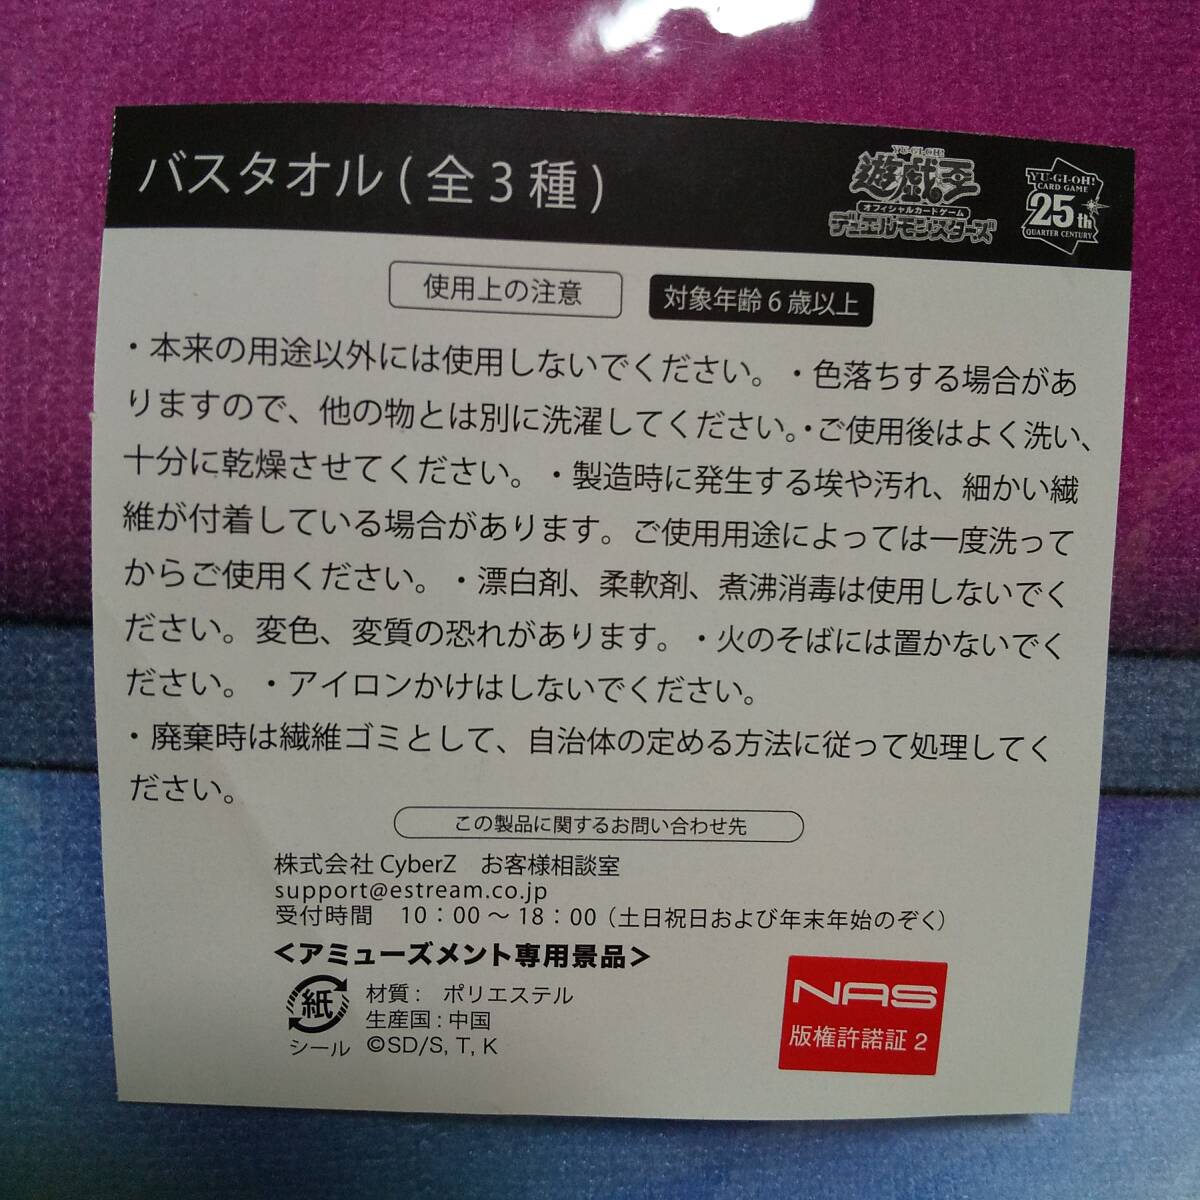 バスタオル(全3種)
YU-GI-OH!
遊戯王
オフィシャルカードゲーム
デュエルモンスターズ
YU-GI-OH!
CARD GAME
25th
QUARTER CENTURY
使用上の注意
対象年齢6歳以上
・本来の用途以外には使用しないでください。・色落ちする場合があ
りますので、他の物とは別に洗濯してください。・ご使用後はよく洗い、
十分に乾燥させてください。・製造時に発生する埃や汚れ、細かい繊
維が付着している場合があります。ご使用用途によっては一度洗って
からご使用ください。・漂白剤、柔軟剤、煮沸消毒は使用しないでく
ださい。変色、変質の恐れがあります。・火のそばには置かないでく
ださい。・アイロンかけはしないでください。
・廃棄時は繊維ゴミとして、自治体の定める方法に従って処理してく
ださい。
この製品に関するお問い合わせ先
株式会社CyberZ お客様相談室
support@estream.co.jp
受付時間 10：00～18：00（土日祝日および年末年始のぞく）
＜アミューズメント専用景品＞
紙
シール
材質： ポリエステル
生産国：中国
©SD/S, T, K
NAS
版権許諾証2